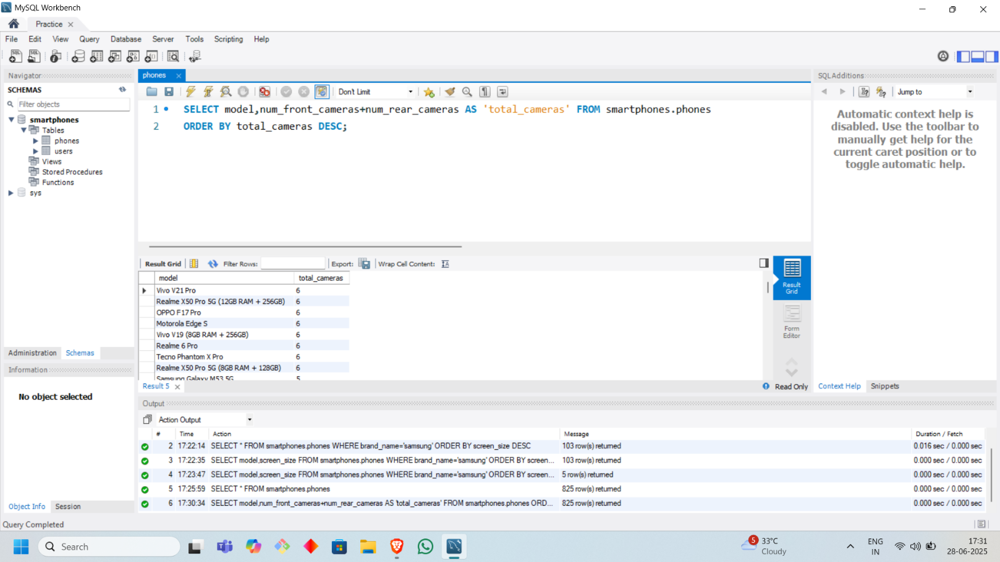 MySQL Workbench
Practice
File Edit View Query Database Server Tools Scripting Help
Navigator
SCHEMAS
Filter objects
smartphones
Tables
phones
users
Views
Stored Procedures
Functions
sys
Administration Schemas
Information
No object selected
Object Info Session
phones
Don't Limit
1 SELECT model,num_front_cameras+num_rear_cameras AS 'total_cameras' FROM smartphones.phones
2 ORDER BY total_cameras DESC;
Result Grid Filter Rows: Export: Wrap Cell Content:
model total_cameras
Vivo V21 Pro 6
Realme X50 Pro 5G (12GB RAM + 256GB) 6
OPPO F17 Pro 6
Motorola Edge S 6
Vivo V19 (8GB RAM + 256GB) 6
Realme 6 Pro 6
Tecno Phantom X Pro 6
Realme X50 Pro 5G (8GB RAM + 128GB) 6
Samsung Galaxy M53 5G 5
Result
Grid
Form
Editor
Result 5
Read Only
SQLAdditions
Jump to
Automatic context help is
disabled. Use the toolbar to
manually get help for the
current caret position or to
toggle automatic help.
Context Help Snippets
Output
Action Output
# Time Action Message Duration / Fetch
2 17:22:14 SELECT * FROM smartphones.phones WHERE brand_name='samsung' ORDER BY screen_size DESC 103 row(s) returned 0.016 sec / 0.000 sec
3 17:22:35 SELECT model,screen_size FROM smartphones.phones WHERE brand_name='samsung' ORDER BY screen... 103 row(s) returned 0.000 sec / 0.000 sec
4 17:23:47 SELECT model,screen_size FROM smartphones.phones WHERE brand_name='samsung' ORDER BY screen... 5 row(s) returned 0.000 sec / 0.000 sec
5 17:25:59 SELECT * FROM smartphones.phones 825 row(s) returned 0.000 sec / 0.000 sec
6 17:30:34 SELECT model,num_front_cameras+num_rear_cameras AS 'total_cameras' FROM smartphones.phones ORD... 825 row(s) returned 0.000 sec / 0.000 sec
Query Completed
Search
5
33°C
Cloudy
ENG
IN
17:31
28-06-2025